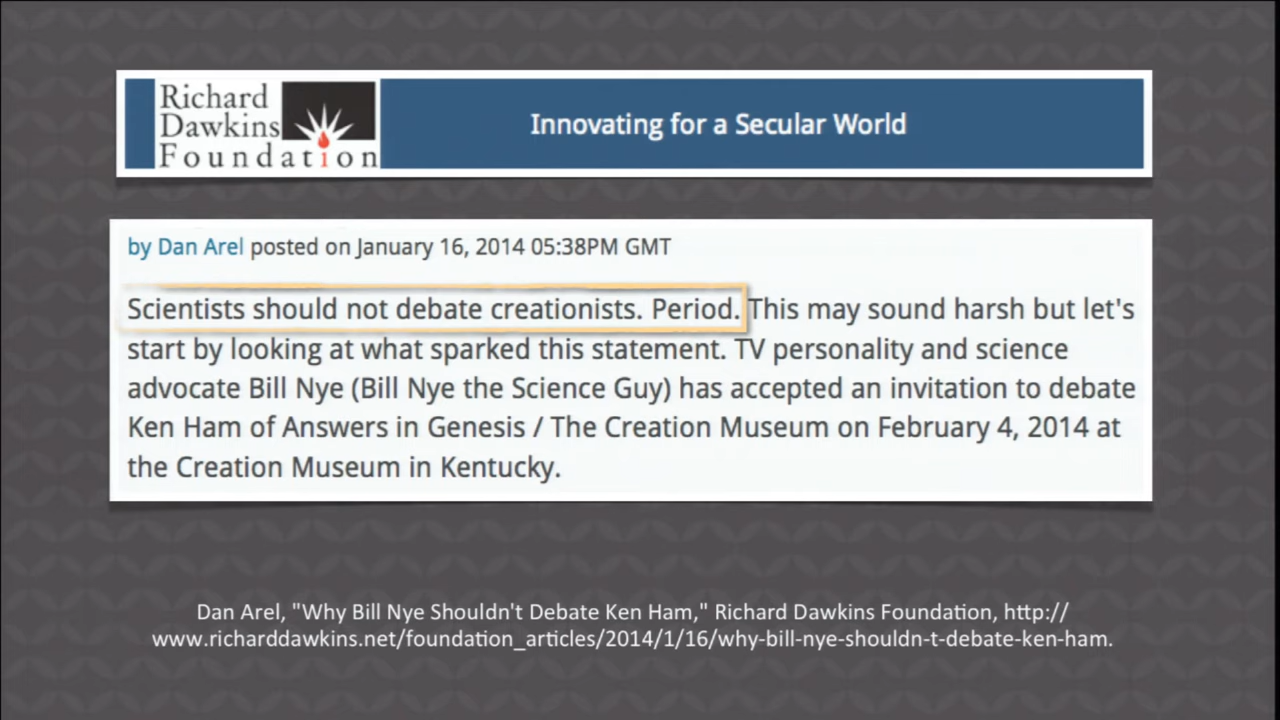 Richard
Dawkins
Foundation
Innovating for a Secular World
by Dan Arel posted on January 16, 2014 05:38PM GMT
Scientists should not debate creationists. Period. This may sound harsh but let's
start by looking at what sparked this statement. TV personality and science
advocate Bill Nye (Bill Nye the Science Guy) has accepted an invitation to debate
Ken Ham of Answers in Genesis / The Creation Museum on February 4, 2014 at
the Creation Museum in Kentucky.
Dan Arel, "Why Bill Nye Shouldn't Debate Ken Ham," Richard Dawkins Foundation, http://
www.richarddawkins.net/foundation_articles/2014/1/16/why-bill-nye-shouldn-t-debate-ken-ham.